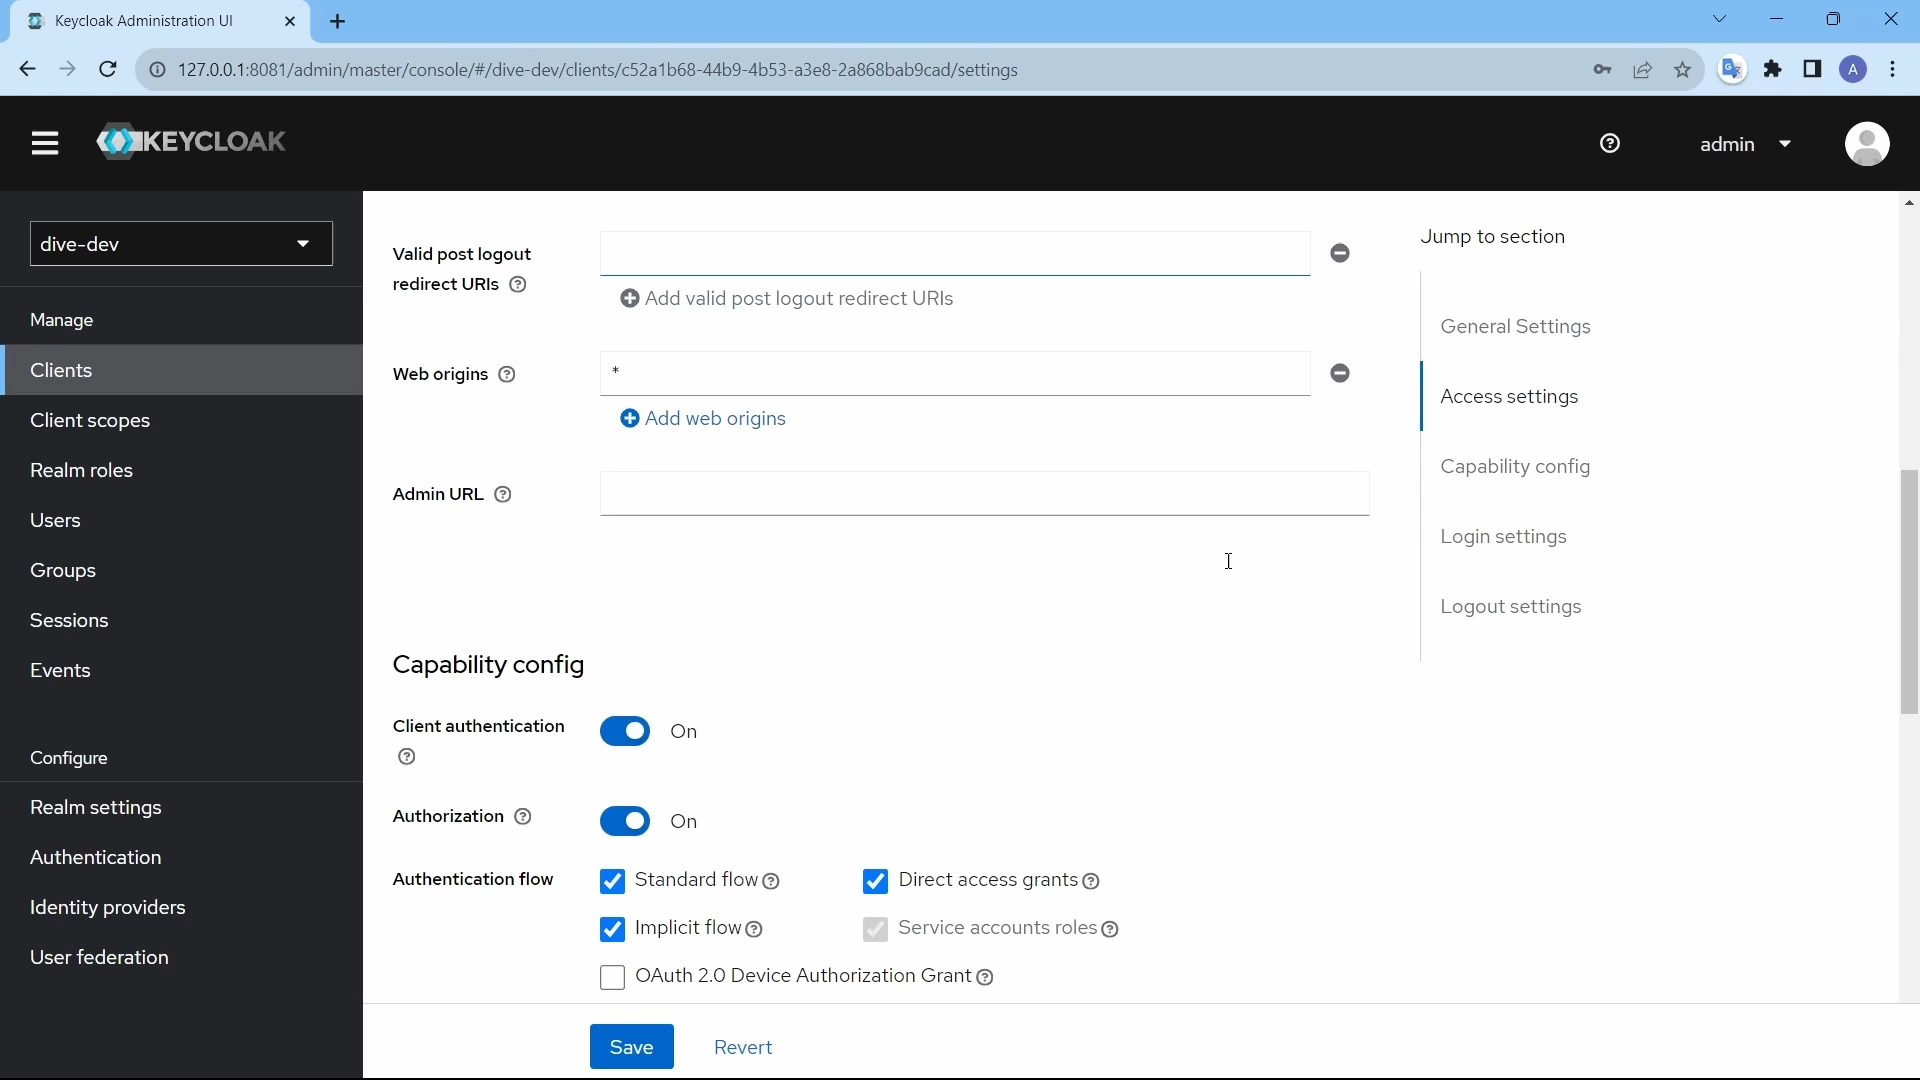 Keycloak Administration UI
127.0.0.1:8081/admin/master/console/#/dive-dev/clients/c52a1b68-44b9-4b53-a3e8-2a868bab9cad/settings
A
KEYCLOAK
admin
dive-dev
Manage
Clients
Client scopes
Realm roles
Users
Groups
Sessions
Events
Configure
Realm settings
Authentication
Identity providers
User federation
Valid post logout
redirect URIs
Add valid post logout redirect URIs
Web origins
*
Add web origins
Admin URL
Capability config
Client authentication
On
Authorization
On
Authentication flow
Standard flow
Direct access grants
Implicit flow
Service accounts roles
OAuth 2.0 Device Authorization Grant
Save
Revert
Jump to section
General Settings
Access settings
Capability config
Login settings
Logout settings